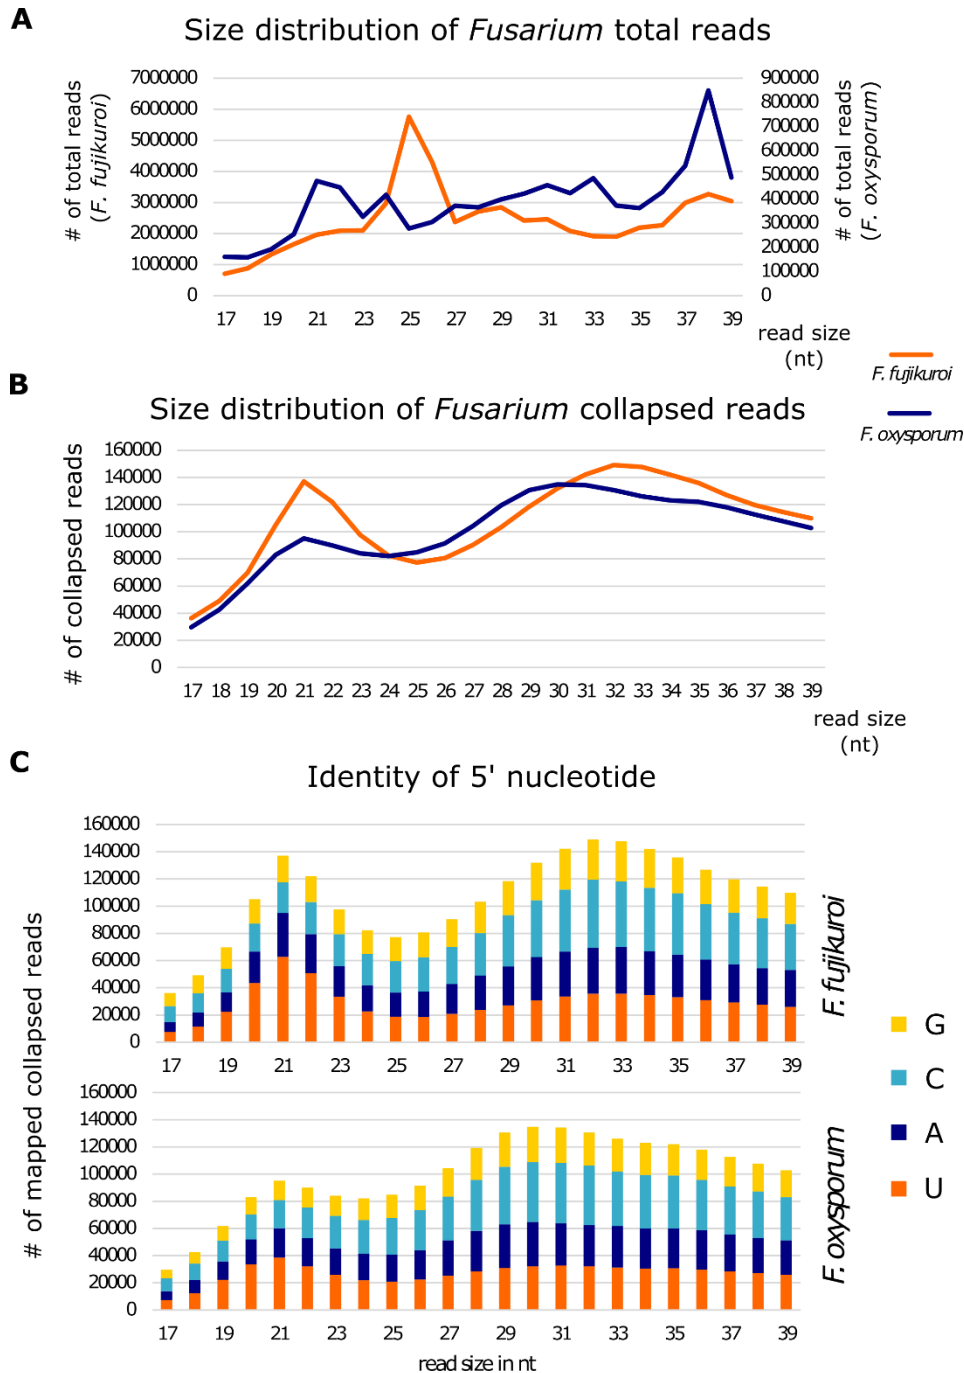 A
Size distribution of Fusarium total reads
# of total reads
(F. fujikuroi)
7000000
6000000
5000000
4000000
3000000
2000000
1000000
0
900000
800000
700000
600000
500000
400000
300000
200000
100000
0
# of total reads
(F. oxysporum)
17 19 21 23 25 27 29 31 33 35 37 39
read size
(nt)
F. fujikuroi
F. oxysporum
B
Size distribution of Fusarium collapsed reads
# of collapsed reads
160000
140000
120000
100000
80000
60000
40000
20000
0
17 18 19 20 21 22 23 24 25 26 27 28 29 30 31 32 33 34 35 36 37 38 39
read size
(nt)
C
Identity of 5' nucleotide
# of mapped collapsed reads
160000
140000
120000
100000
80000
60000
40000
20000
0
17 19 21 23 25 27 29 31 33 35 37 39
F. fujikuroi
160000
140000
120000
100000
80000
60000
40000
20000
0
17 19 21 23 25 27 29 31 33 35 37 39
F. oxysporum
read size in nt
G
C
A
U